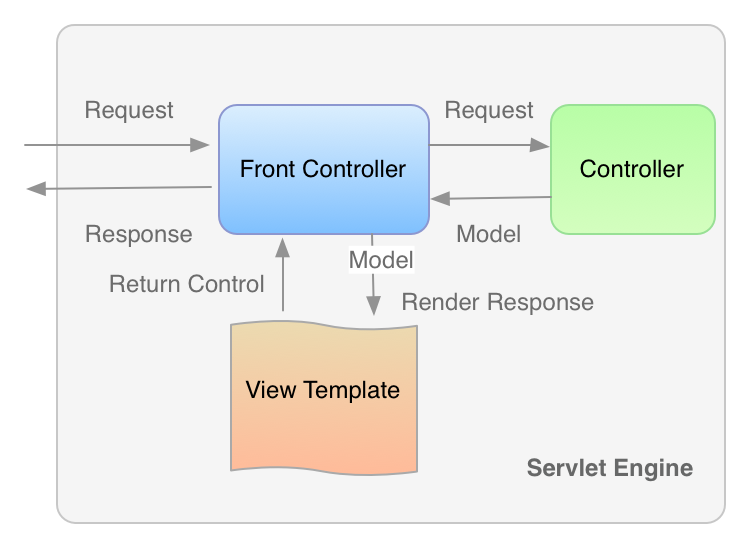 Request
Request
Front Controller
Controller
Response
Model
Model
Return Control
Render Response
View Template
Servlet Engine